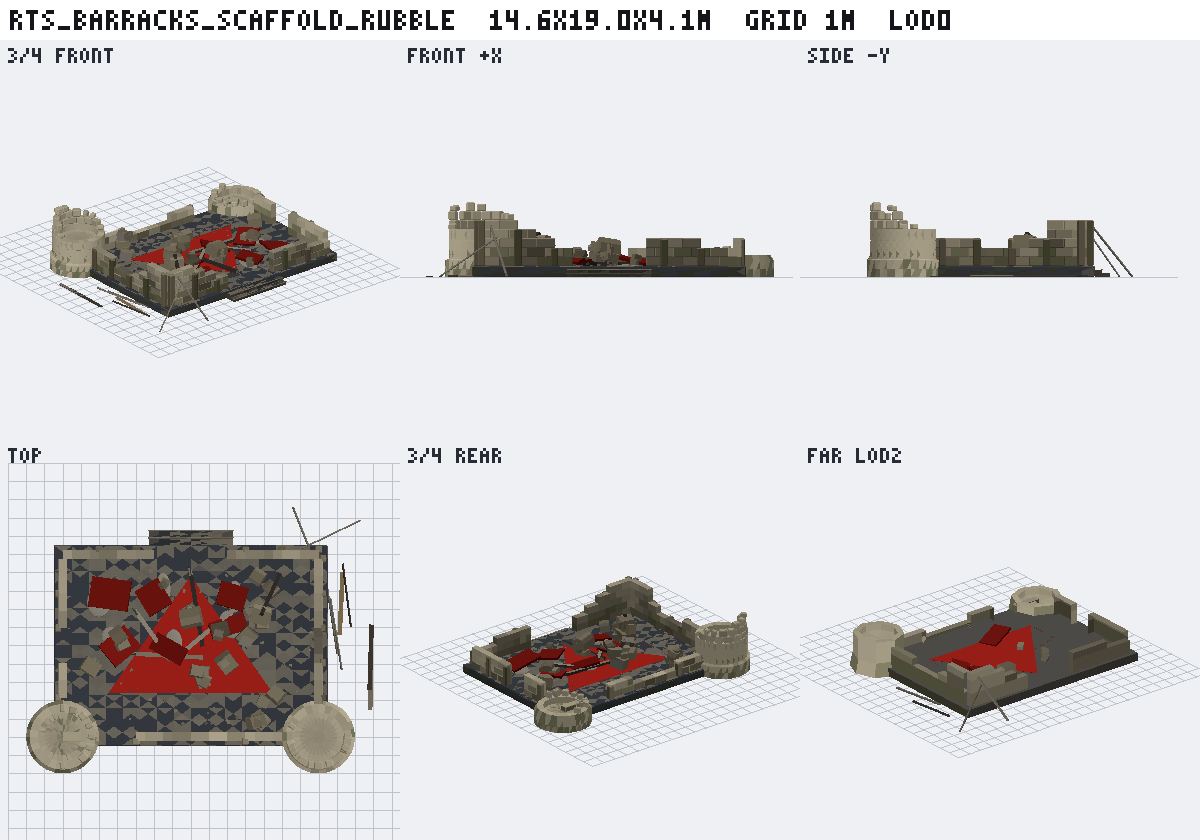 RTS_BARRACKS_SCAFFOLD_RUBBLE 14.6X19.0X4.1M GRID 1M LOD0
3/4 FRONT
FRONT +X
SIDE -Y
TOP
3/4 REAR
FAR LOD2